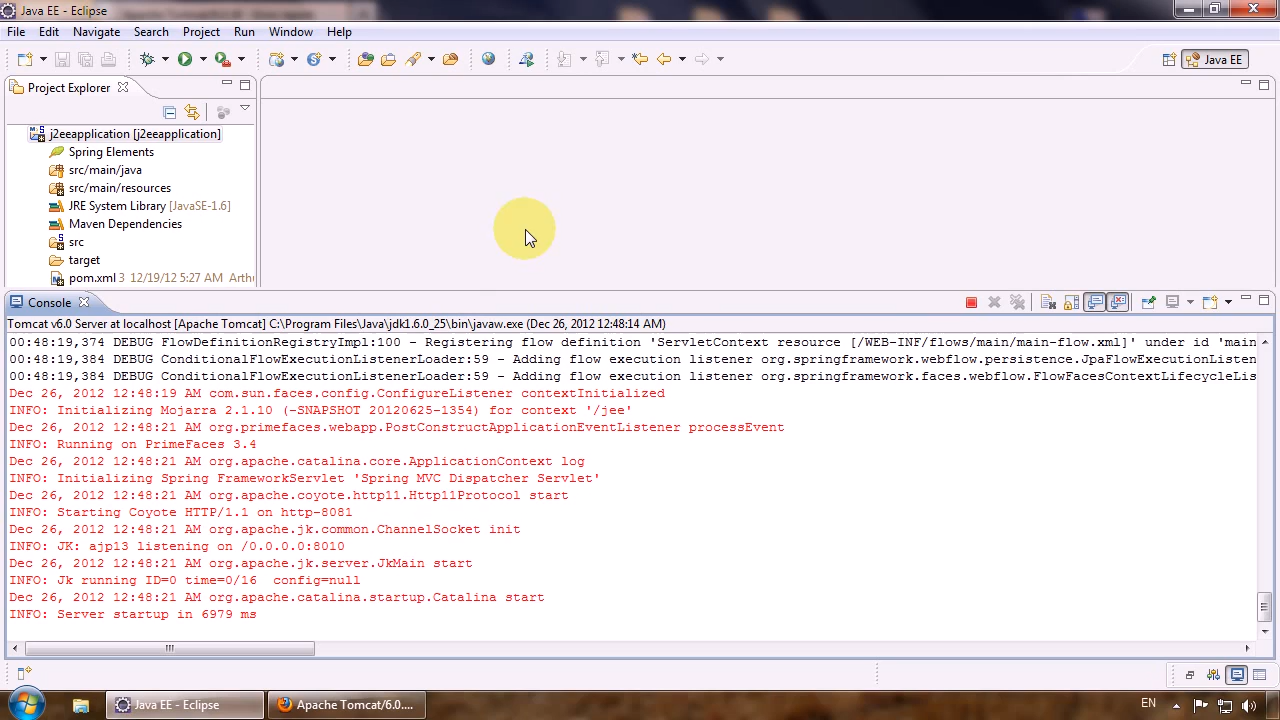 Java EE - Eclipse
File Edit Navigate Search Project Run Window Help
Java EE
Project Explorer
j2eeapplication [j2eeapplication]
Spring Elements
src/main/java
src/main/resources
JRE System Library [JavaSE-1.6]
Maven Dependencies
src
target
pom.xml 3 12/19/12 5:27 AM Arth
Console
Tomcat v6.0 Server at localhost [Apache Tomcat] C:\Program Files\Java\jdk1.6.0_25\bin\javaw.exe (Dec 26, 2012 12:48:14 AM)
00:48:19,374 DEBUG FlowDefinitionRegistryImpl:100 - Registering flow definition 'ServletContext resource [/WEB-INF/flows/main/main-flow.xml]' under id 'main
00:48:19,384 DEBUG ConditionalFlowExecutionListenerLoader:59 - Adding flow execution listener org.springframework.webflow.persistence.JpaFlowExecutionListen
00:48:19,384 DEBUG ConditionalFlowExecutionListenerLoader:59 - Adding flow execution listener org.springframework.faces.webflow.FlowFacesContextLifecycleLis
Dec 26, 2012 12:48:19 AM com.sun.faces.config.ConfigureListener contextInitialized
INFO: Initializing Mojarra 2.1.10 (-SNAPSHOT 20120625-1354) for context '/jee'
Dec 26, 2012 12:48:21 AM org.primefaces.webapp.PostConstructApplicationEventListener processEvent
INFO: Running on PrimeFaces 3.4
Dec 26, 2012 12:48:21 AM org.apache.catalina.core.ApplicationContext log
INFO: Initializing Spring FrameworkServlet 'Spring MVC Dispatcher Servlet'
Dec 26, 2012 12:48:21 AM org.apache.coyote.http11.Http11Protocol start
INFO: Starting Coyote HTTP/1.1 on http-8081
Dec 26, 2012 12:48:21 AM org.apache.jk.common.ChannelSocket init
INFO: JK: ajp13 listening on /0.0.0.0:8010
Dec 26, 2012 12:48:21 AM org.apache.jk.server.JkMain start
INFO: Jk running ID=0 time=0/16  config=null
Dec 26, 2012 12:48:21 AM org.apache.catalina.startup.Catalina start
INFO: Server startup in 6979 ms
Java EE - Eclipse
Apache Tomcat/6.0....
EN